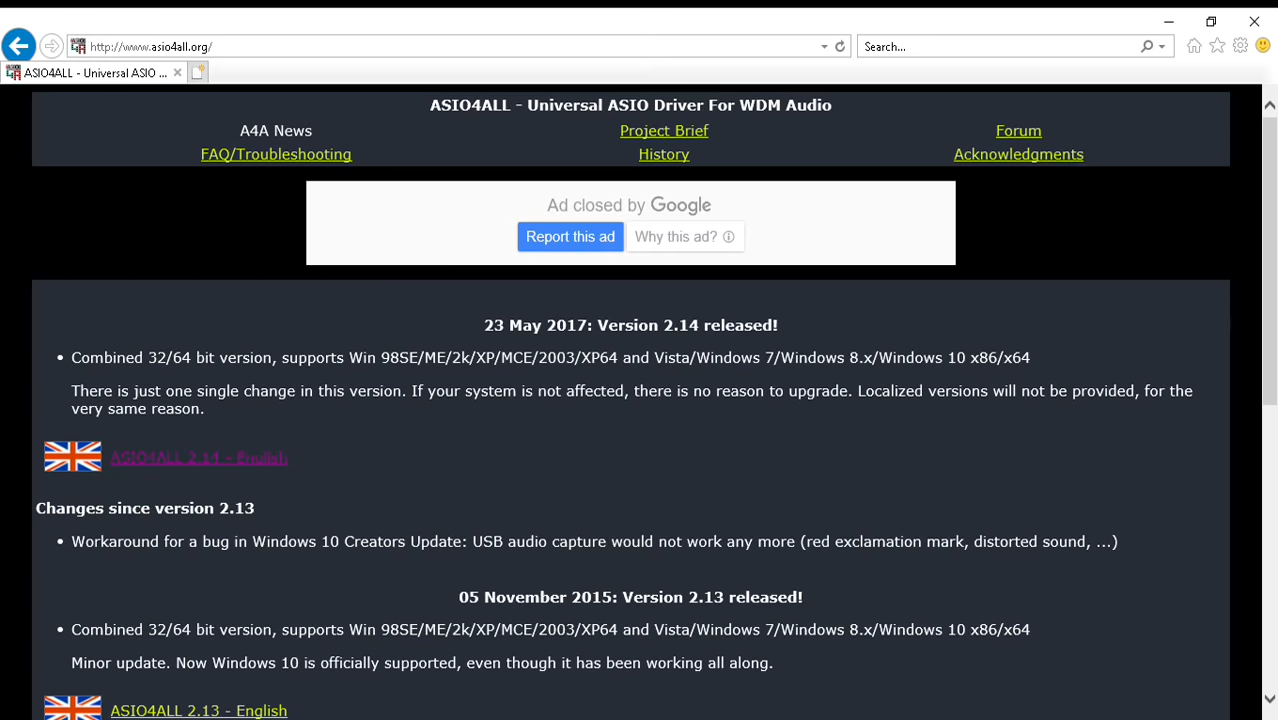 http://www.asio4all.org/
Search...
ASIO4ALL - Universal ASIO ...
ASIO4ALL - Universal ASIO Driver For WDM Audio
A4A News
Project Brief
Forum
FAQ/Troubleshooting
History
Acknowledgments
Ad closed by Google
Report this ad
Why this ad?
23 May 2017: Version 2.14 released!
• Combined 32/64 bit version, supports Win 98SE/ME/2k/XP/MCE/2003/XP64 and Vista/Windows 7/Windows 8.x/Windows 10 x86/x64
There is just one single change in this version. If your system is not affected, there is no reason to upgrade. Localized versions will not be provided, for the
very same reason.
ASIO4ALL 2.14 - English
Changes since version 2.13
• Workaround for a bug in Windows 10 Creators Update: USB audio capture would not work any more (red exclamation mark, distorted sound, ...)
05 November 2015: Version 2.13 released!
• Combined 32/64 bit version, supports Win 98SE/ME/2k/XP/MCE/2003/XP64 and Vista/Windows 7/Windows 8.x/Windows 10 x86/x64
Minor update. Now Windows 10 is officially supported, even though it has been working all along.
ASIO4ALL 2.13 - English